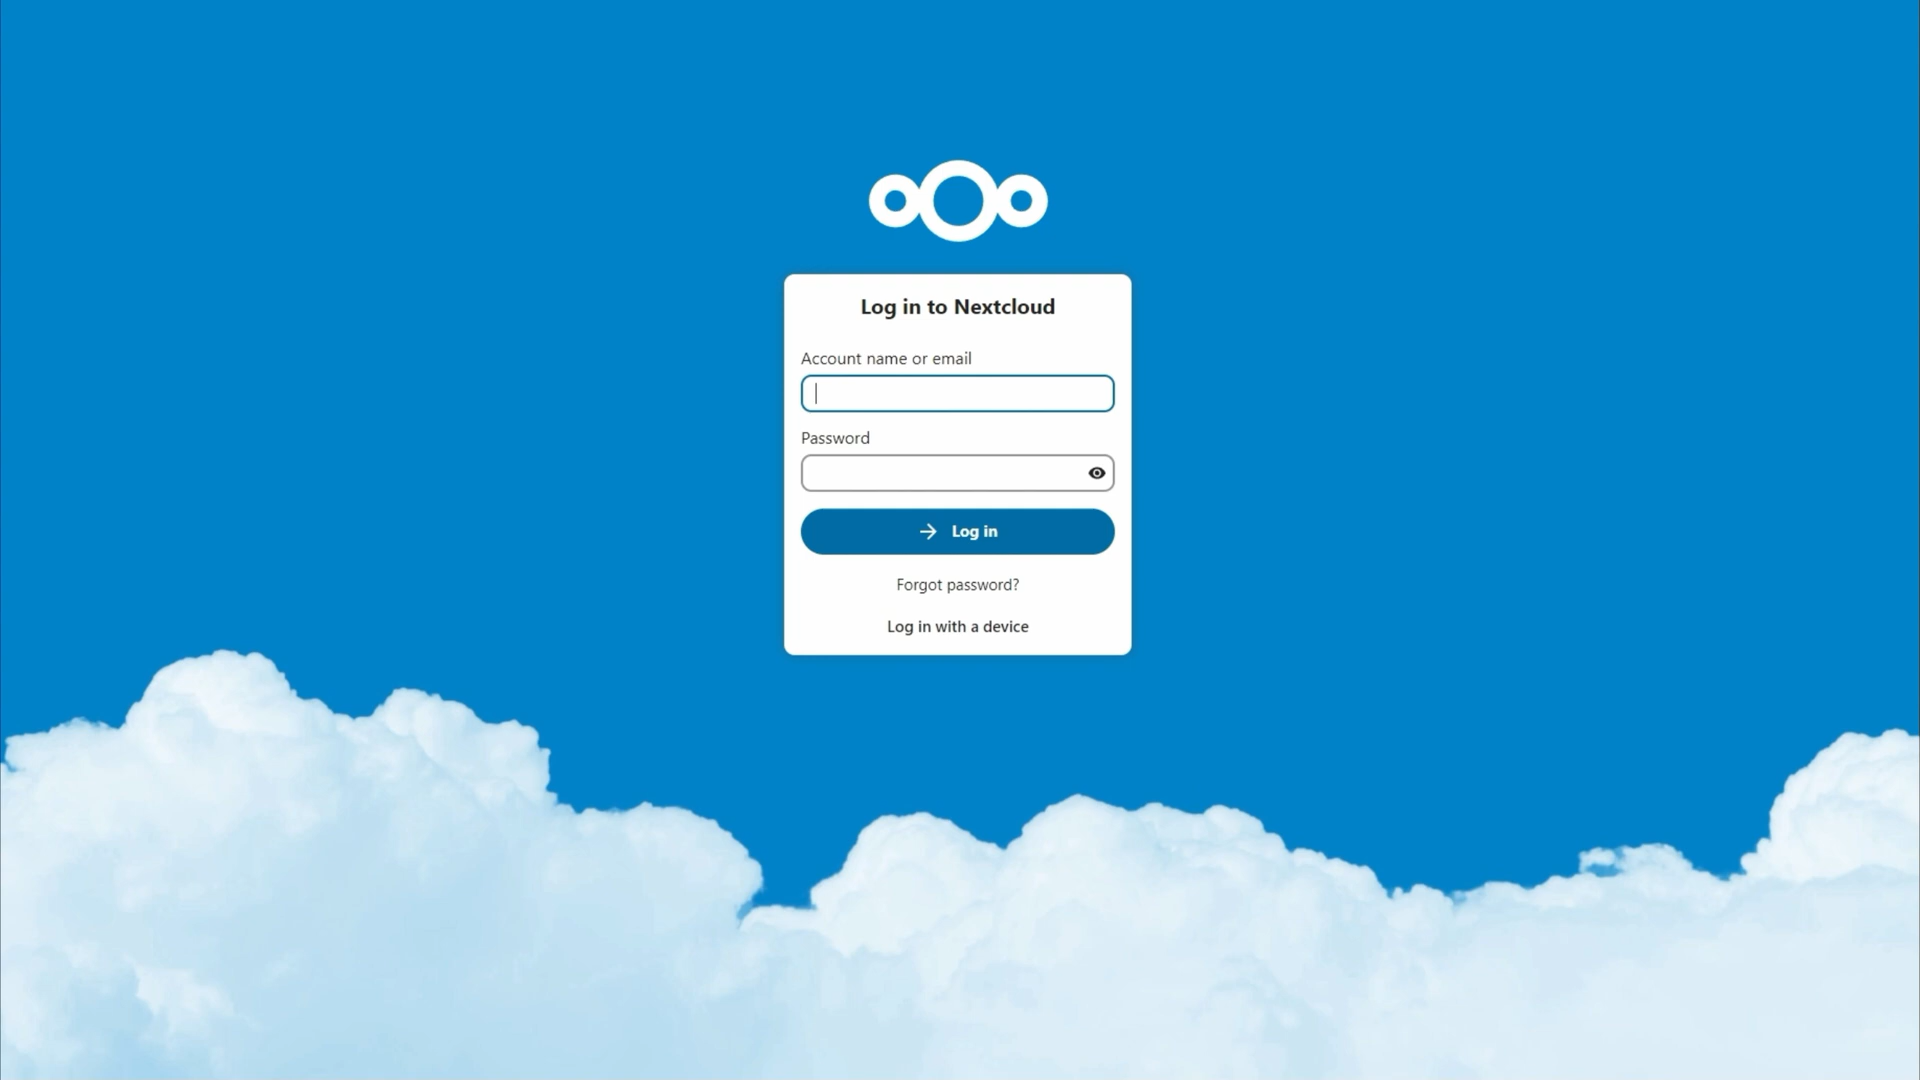 Log in to Nextcloud
Account name or email
Password
Log in
Forgot password?
Log in with a device